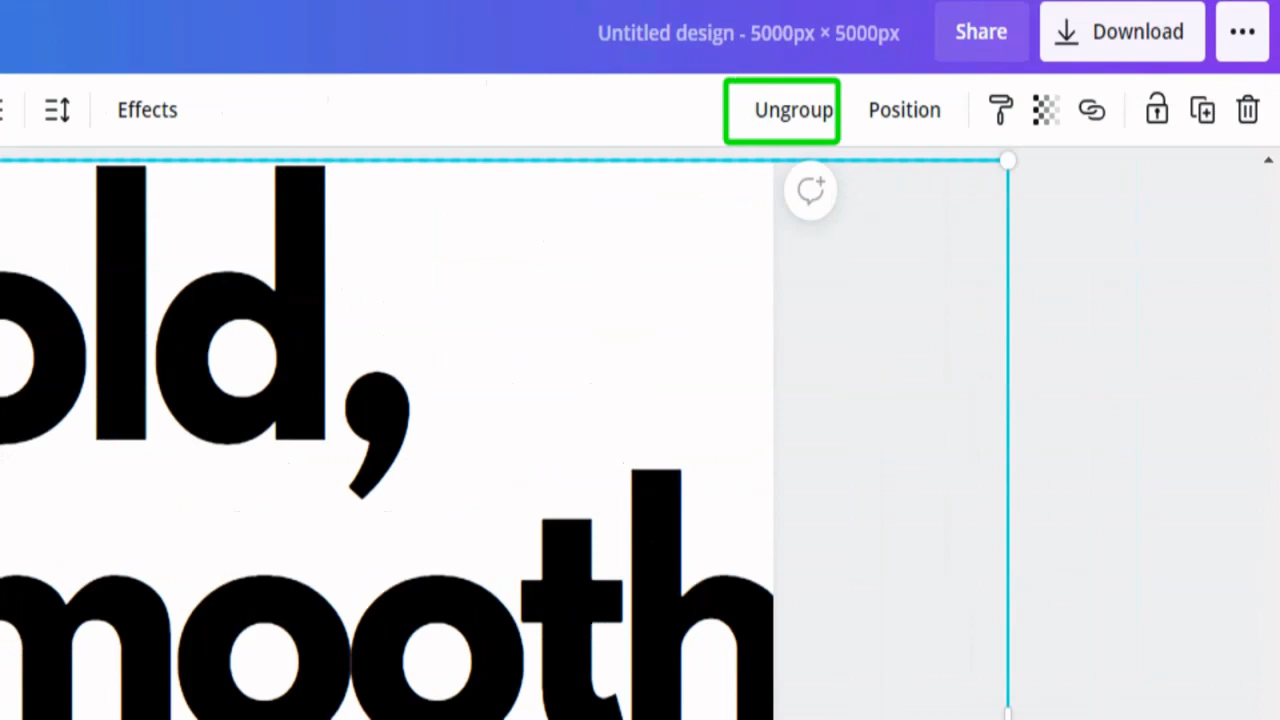 Untitled design - 5000px × 5000px Share Download
Effects Ungroup Position
old,
mooth